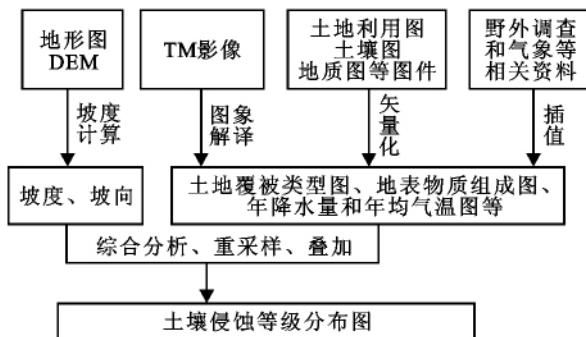 地形图
DEM
TM影像
土地利用图
土壤图
地质图等图件
野外调查
和气象等
相关资料
坡度
计算
图象
解译
矢量化
插值
坡度、坡向
土地覆被类型图、地表物质组成图、
年降水量和年均气温图等
综合分析、重采样、叠加
土壤侵蚀等级分布图